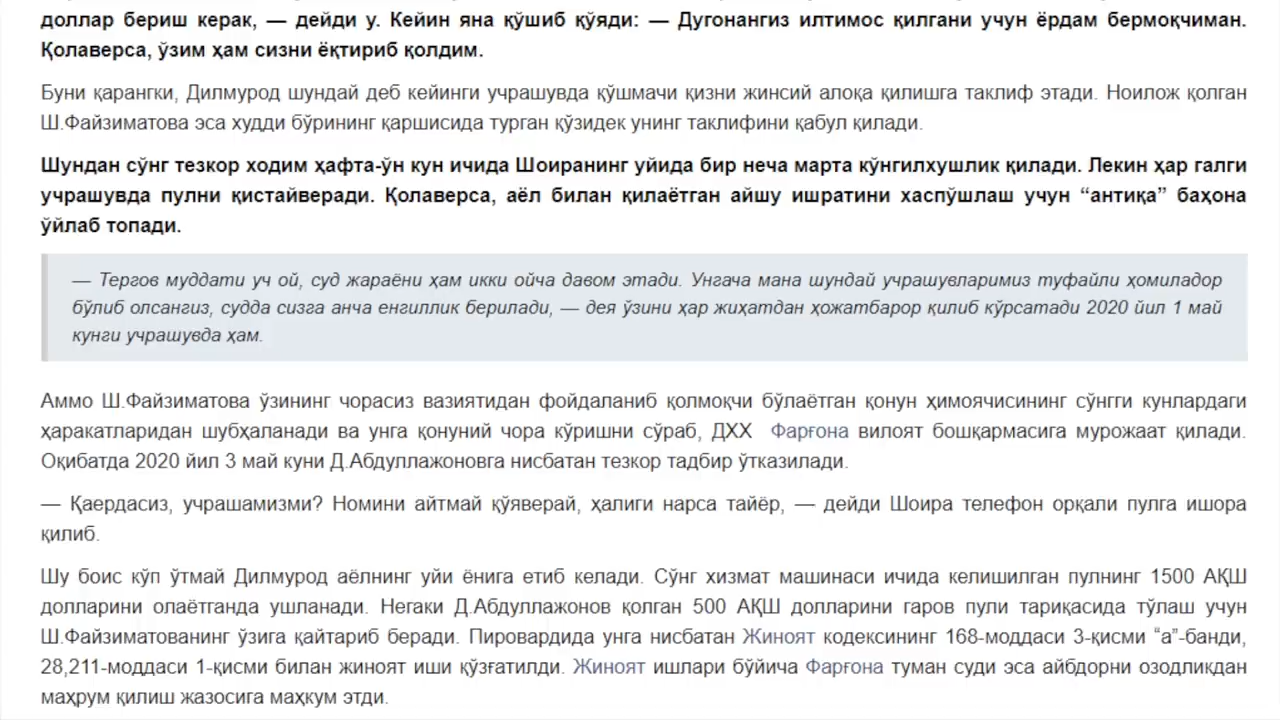 доллар бериш керак, — дейди у. Кейин яна қўшиб қўяди: — Дугонангиз илтимос қилгани учун ёрдам бермоқчиман.
Қолаверса, ўзим ҳам сизни ёқтириб қолдим.
Буни қарангки, Дилмурод шундай деб кейинги учрашувда қўшмачи қизни жинсий алоқа қилишга таклиф этади. Ноилож қолган
Ш.Файзиматова эса худди бўрининг қаршисида турган қўзидек унинг таклифини қабул қилади.
Шундан сўнг тезкор ходим ҳафта-ўн кун ичида Шоиранинг уйида бир неча марта кўнгилхушлик қилади. Лекин ҳар галги
учрашувда пулни қистайверади. Қолаверса, аёл билан қилаётган айшу ишратини хаспўшлаш учун “антиқа” баҳона
ўйлаб топади.
— Тергов муддати уч ой, суд жараёни ҳам икки ойча давом этади. Унгача мана шундай учрашувларимиз туфайли ҳомиладор
бўлиб олсангиз, судда сизга анча енгиллик берилади, — дея ўзини ҳар жиҳатдан ҳожатбарор қилиб кўрсатади 2020 йил 1 май
кунги учрашувда ҳам.
Аммо Ш.Файзиматова ўзининг чорасиз вазиятидан фойдаланиб қолмоқчи бўлаётган қонун ҳимоячисининг сўнгги кунлардаги
ҳаракатларидан шубҳаланади ва унга қонуний чора кўришни сўраб, ДХХ Фарғона вилоят бошқармасига мурожаат қилади.
Оқибатда 2020 йил 3 май куни Д.Абдуллажоновга нисбатан тезкор тадбир ўтказилади.
— Қаердасиз, учрашамизми? Номини айтмай қўяверай, ҳалиги нарса тайёр, — дейди Шоира телефон орқали пулга ишора
қилиб.
Шу боис кўп ўтмай Дилмурод аёлнинг уйи ёнига етиб келади. Сўнг хизмат машинаси ичида келишилган пулнинг 1500 АҚШ
долларини олаётганда ушланади. Негаки Д.Абдуллажонов қолган 500 АҚШ долларини гаров пули тариқасида тўлаш учун
Ш.Файзиматованинг ўзига қайтариб беради. Пировардида унга нисбатан Жиноят кодексининг 168-моддаси 3-қисми “а”-банди,
28,211-моддаси 1-қисми билан жиноят иши қўзғатилди. Жиноят ишлари бўйича Фарғона туман суди эса айбдорни озодликдан
маҳрум қилиш жазосига маҳкум этди.